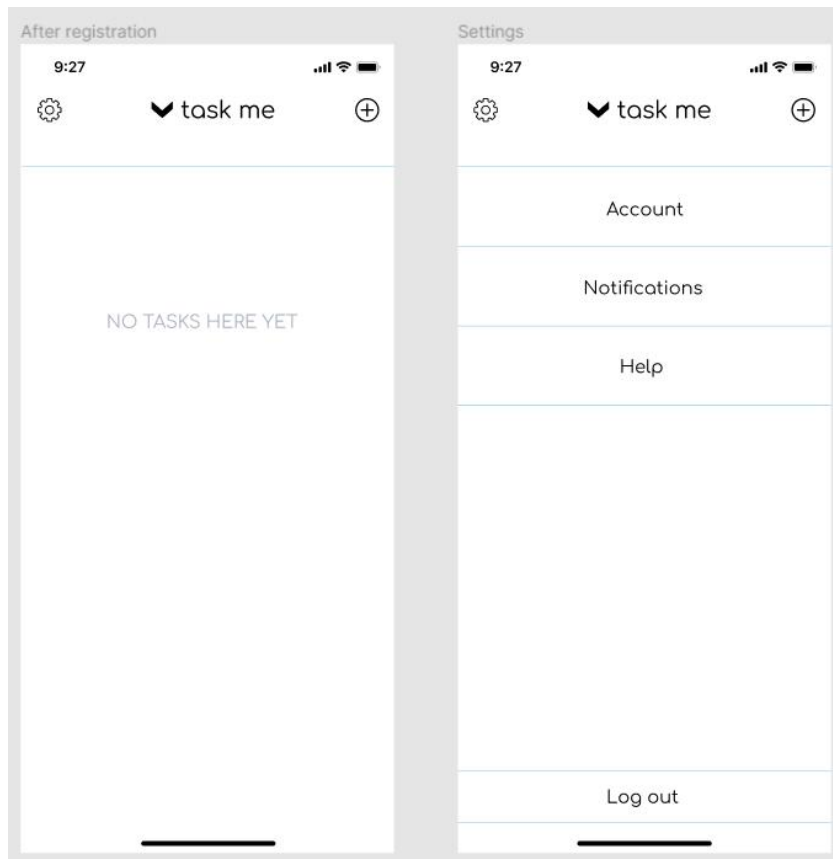 After registration
9:27
task me
NO TASKS HERE YET
Settings
9:27
task me
Account
Notifications
Help
Log out